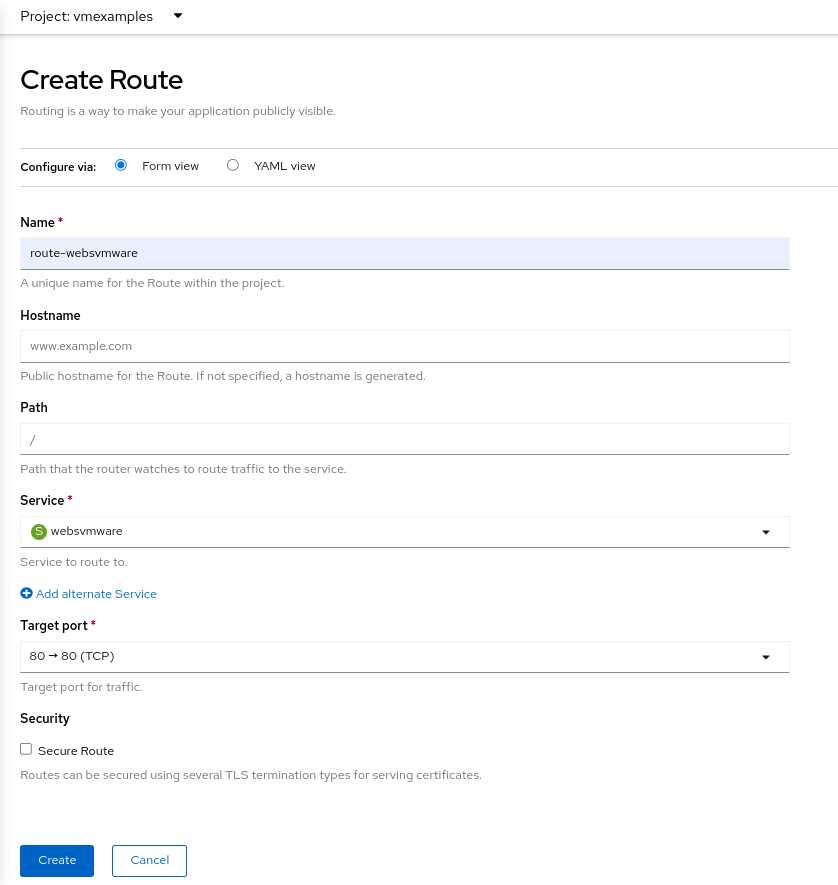 Project: vmexamples
Create Route
Routing is a way to make your application publicly visible.
Configure via: Form view YAML view
Name *
route-websvmware
A unique name for the Route within the project.
Hostname
www.example.com
Public hostname for the Route. If not specified, a hostname is generated.
Path
/
Path that the router watches to route traffic to the service.
Service *
S websvmware
Service to route to.
Add alternate Service
Target port *
80 → 80 (TCP)
Target port for traffic.
Security
Secure Route
Routes can be secured using several TLS termination types for serving certificates.
Create Cancel